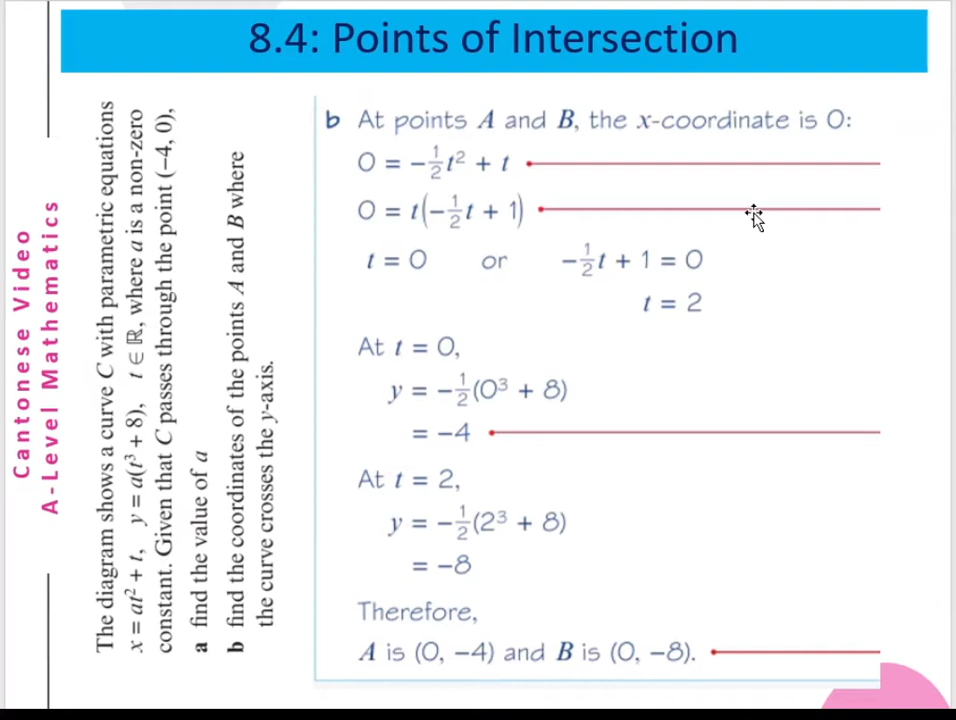 8.4: Points of Intersection
Cantonese Video
A-Level Mathematics
The diagram shows a curve C with parametric equations
x = at² + t, y = a(t³ + 8), t ∈ ℝ, where a is a non-zero
constant. Given that C passes through the point (−4, 0),
a find the value of a
b find the coordinates of the points A and B where
the curve crosses the y-axis.
b At points A and B, the x-coordinate is 0:
0 = −½t² + t
0 = t(−½t + 1)
t = 0 or −½t + 1 = 0
t = 2
At t = 0,
y = −½(0³ + 8)
= −4
At t = 2,
y = −½(2³ + 8)
= −8
Therefore,
A is (0, −4) and B is (0, −8).